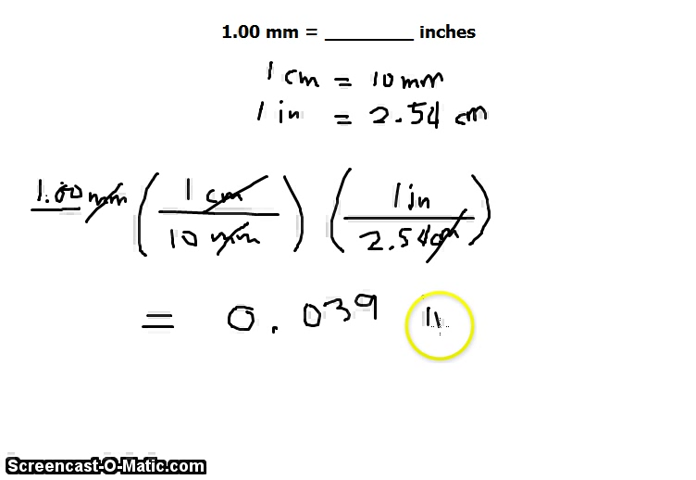 1.00 mm = ________ inches
1 cm = 10 mm
1 in = 2.54 cm
1.00 mm ( 1 cm / 10 mm ) ( 1 in / 2.54 cm )
= 0.039
Screencast-O-Matic.com